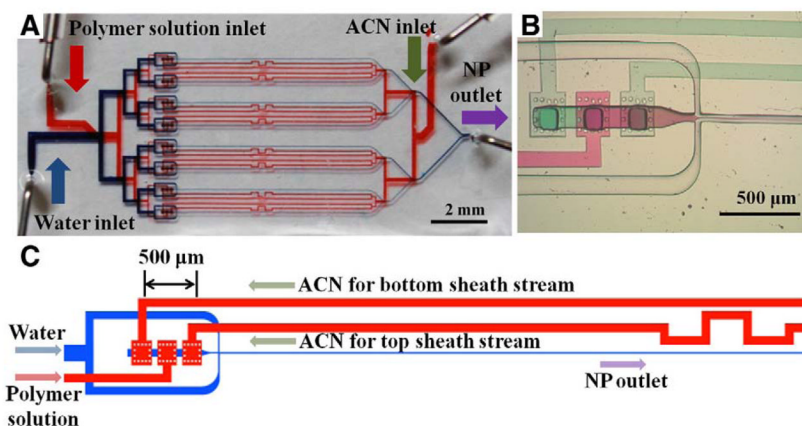 A
Polymer solution inlet
ACN inlet
NP
outlet
Water inlet
2 mm
B
500 µm
C
500 µm
ACN for bottom sheath stream
Water
ACN for top sheath stream
Polymer
solution
NP outlet